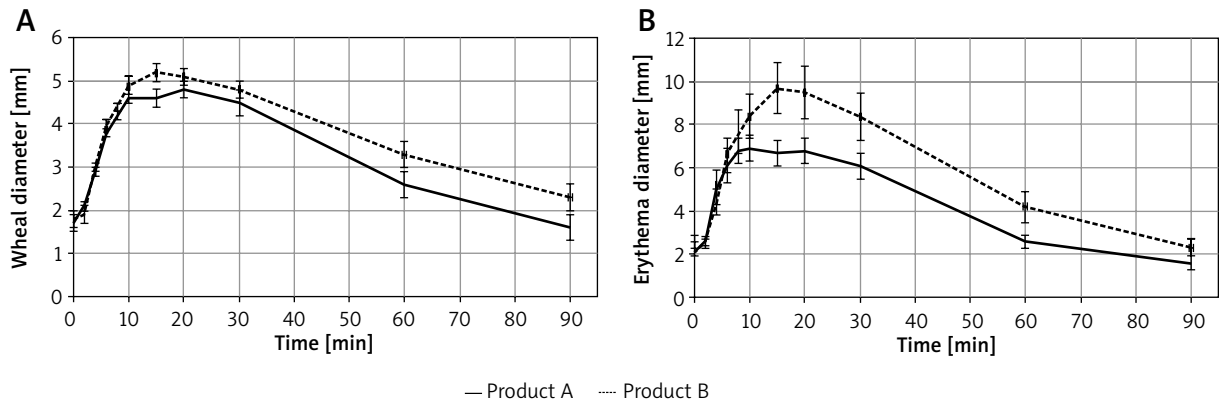 A
Wheal diameter [mm]
6
5
4
3
2
1
0
0 10 20 30 40 50 60 70 80 90
Time [min]
B
Erythema diameter [mm]
12
10
8
6
4
2
0
0 10 20 30 40 50 60 70 80 90
Time [min]
Product A Product B